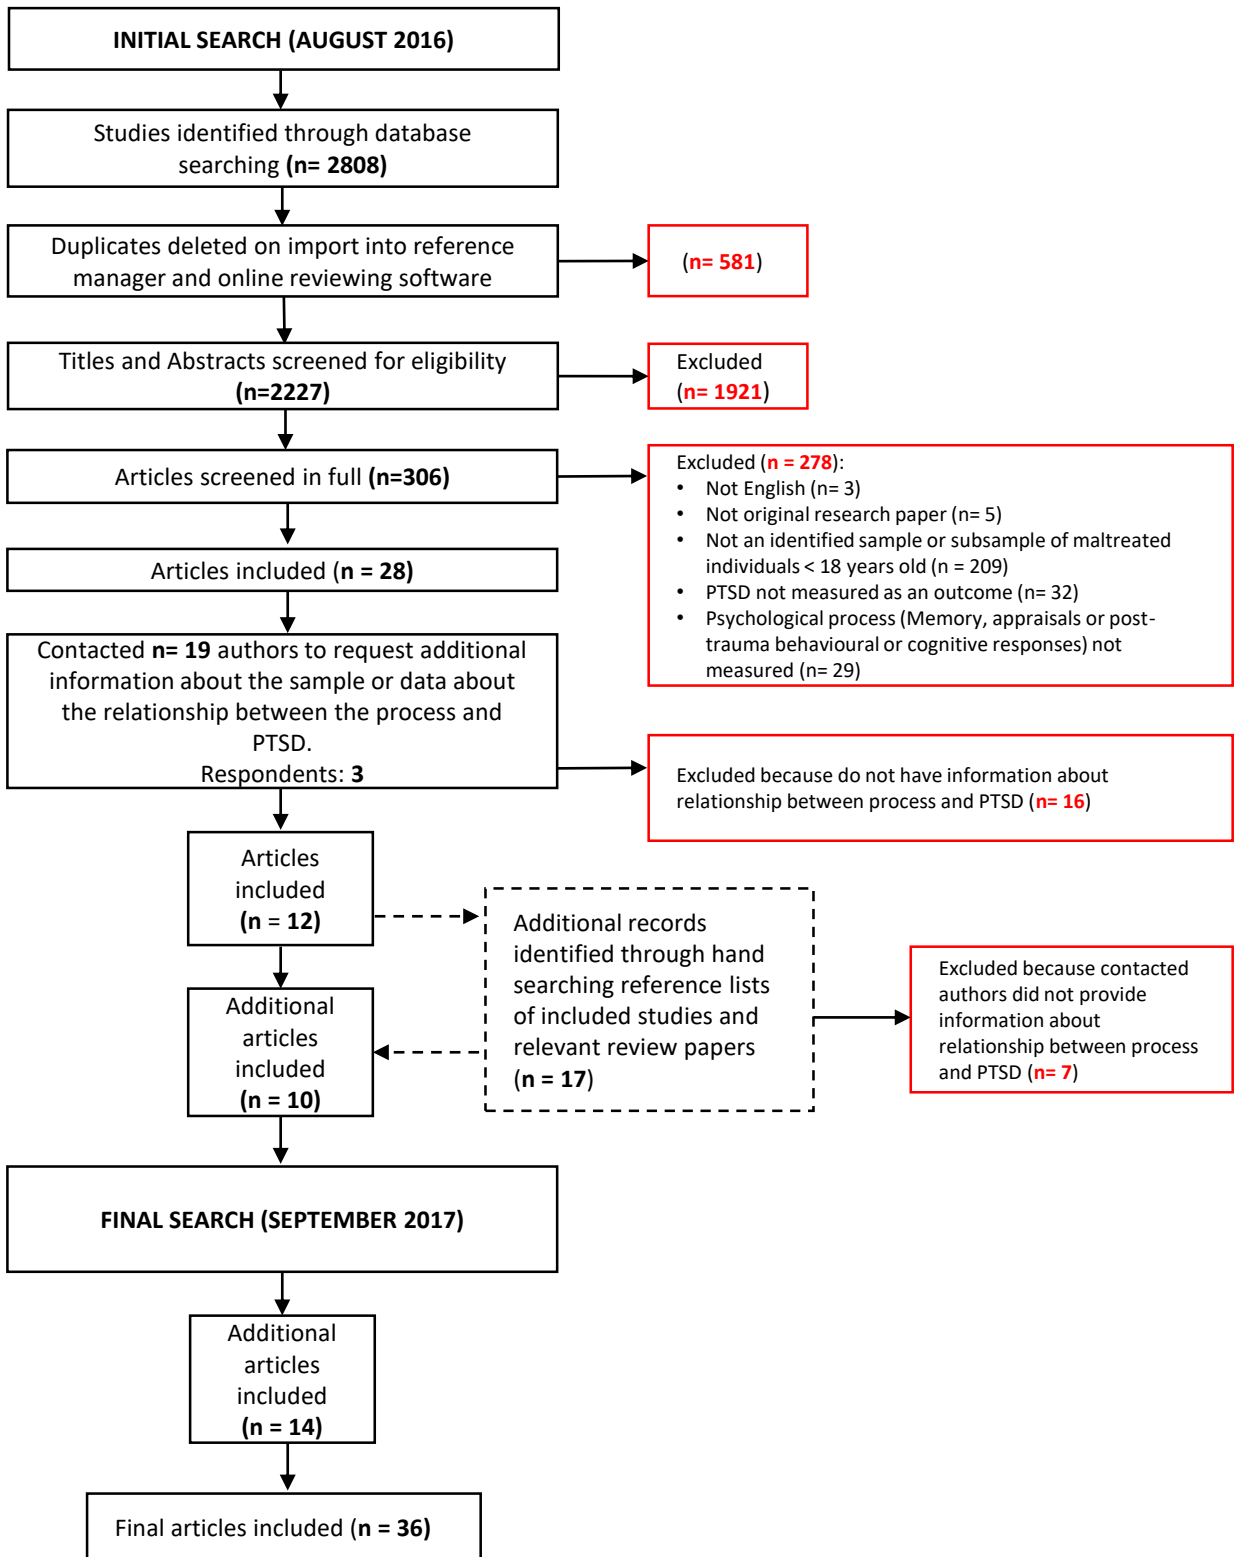 INITIAL SEARCH (AUGUST 2016)
Studies identified through database
searching (n= 2808)
Duplicates deleted on import into reference
manager and online reviewing software
(n= 581)
Titles and Abstracts screened for eligibility
(n=2227)
Excluded
(n= 1921)
Articles screened in full (n=306)
Excluded (n = 278):
• Not English (n= 3)
• Not original research paper (n= 5)
• Not an identified sample or subsample of maltreated
individuals < 18 years old (n = 209)
• PTSD not measured as an outcome (n= 32)
• Psychological process (Memory, appraisals or post-
trauma behavioural or cognitive responses) not
measured (n= 29)
Articles included (n = 28)
Contacted n= 19 authors to request additional
information about the sample or data about
the relationship between the process and
PTSD.
Respondents: 3
Excluded because do not have information about
relationship between process and PTSD (n= 16)
Articles
included
(n = 12)
Additional records
identified through hand
searching reference lists
of included studies and
relevant review papers
(n = 17)
Excluded because contacted
authors did not provide
information about
relationship between process
and PTSD (n= 7)
Additional
articles
included
(n = 10)
FINAL SEARCH (SEPTEMBER 2017)
Additional
articles
included
(n = 14)
Final articles included (n = 36)